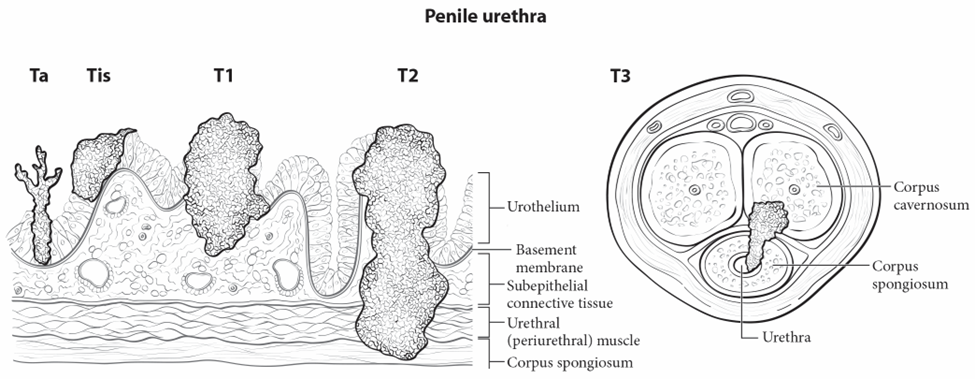 Penile urethra
Ta
Tis
T1
T2
T3
Urothelium
Basement
membrane
Subepithelial
connective tissue
Urethral
(periurethral) muscle
Corpus spongiosum
Corpus
cavernosum
Corpus
spongiosum
Urethra